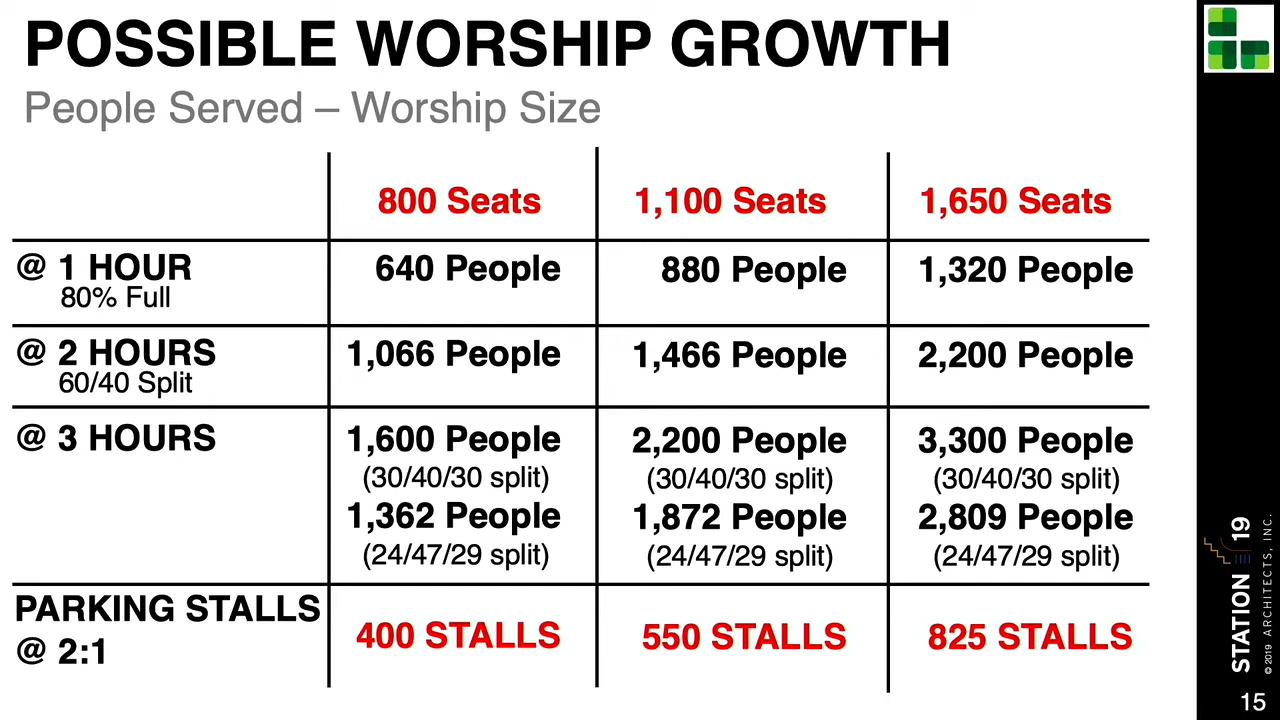 POSSIBLE WORSHIP GROWTH
People Served – Worship Size
800 Seats 1,100 Seats 1,650 Seats
@ 1 HOUR 640 People 880 People 1,320 People
80% Full
@ 2 HOURS 1,066 People 1,466 People 2,200 People
60/40 Split
@ 3 HOURS 1,600 People 2,200 People 3,300 People
(30/40/30 split) (30/40/30 split) (30/40/30 split)
1,362 People 1,872 People 2,809 People
(24/47/29 split) (24/47/29 split) (24/47/29 split)
PARKING STALLS
@ 2:1 400 STALLS 550 STALLS 825 STALLS
STATION 19
© 2019 ARCHITECTS, INC.
15